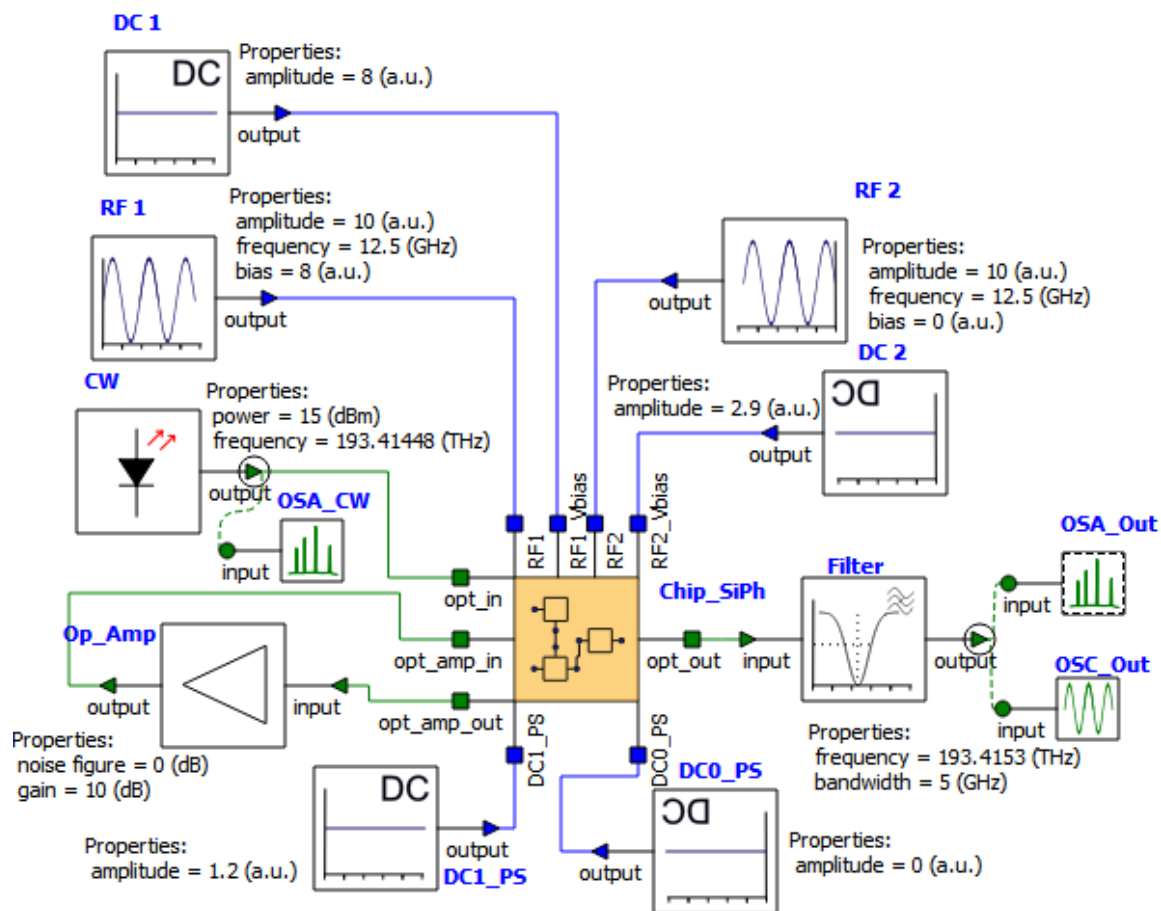 DC 1
Properties:
amplitude = 8 (a.u.)
DC
output
RF 1
Properties:
amplitude = 10 (a.u.)
frequency = 12.5 (GHz)
bias = 8 (a.u.)
output
RF 2
Properties:
amplitude = 10 (a.u.)
frequency = 12.5 (GHz)
bias = 0 (a.u.)
output
DC 2
Properties:
amplitude = 2.9 (a.u.)
DC
output
CW
Properties:
power = 15 (dBm)
frequency = 193.41448 (THz)
output
OSA_CW
input
RF1
RF1_Vbias
RF2
RF2_Vbias
opt_in
opt_amp_in
opt_amp_out
Chip_SiPh
opt_out
input
Filter
output
Properties:
frequency = 193.4153 (THz)
bandwidth = 5 (GHz)
OSA_Out
input
OSC_Out
input
Op_Amp
output
input
Properties:
noise figure = 0 (dB)
gain = 10 (dB)
DC1_PS
DC0_PS
DC
output
DC1_PS
Properties:
amplitude = 1.2 (a.u.)
DC0_PS
DC
output
Properties:
amplitude = 0 (a.u.)